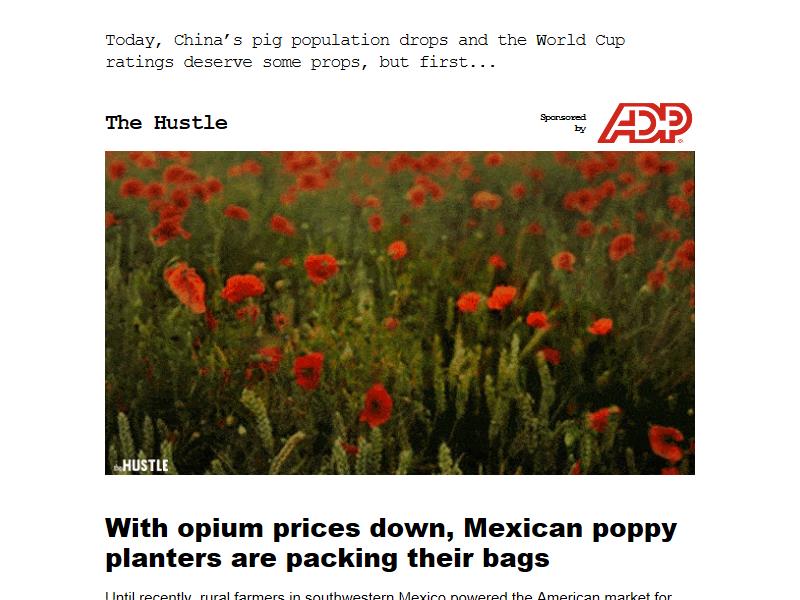 Today, China’s pig population drops and the World Cup
ratings deserve some props, but first...
The Hustle
Sponsored
by
ADP
the HUSTLE
With opium prices down, Mexican poppy
planters are packing their bags
Until recently, rural farmers in southwestern Mexico powered the American market for